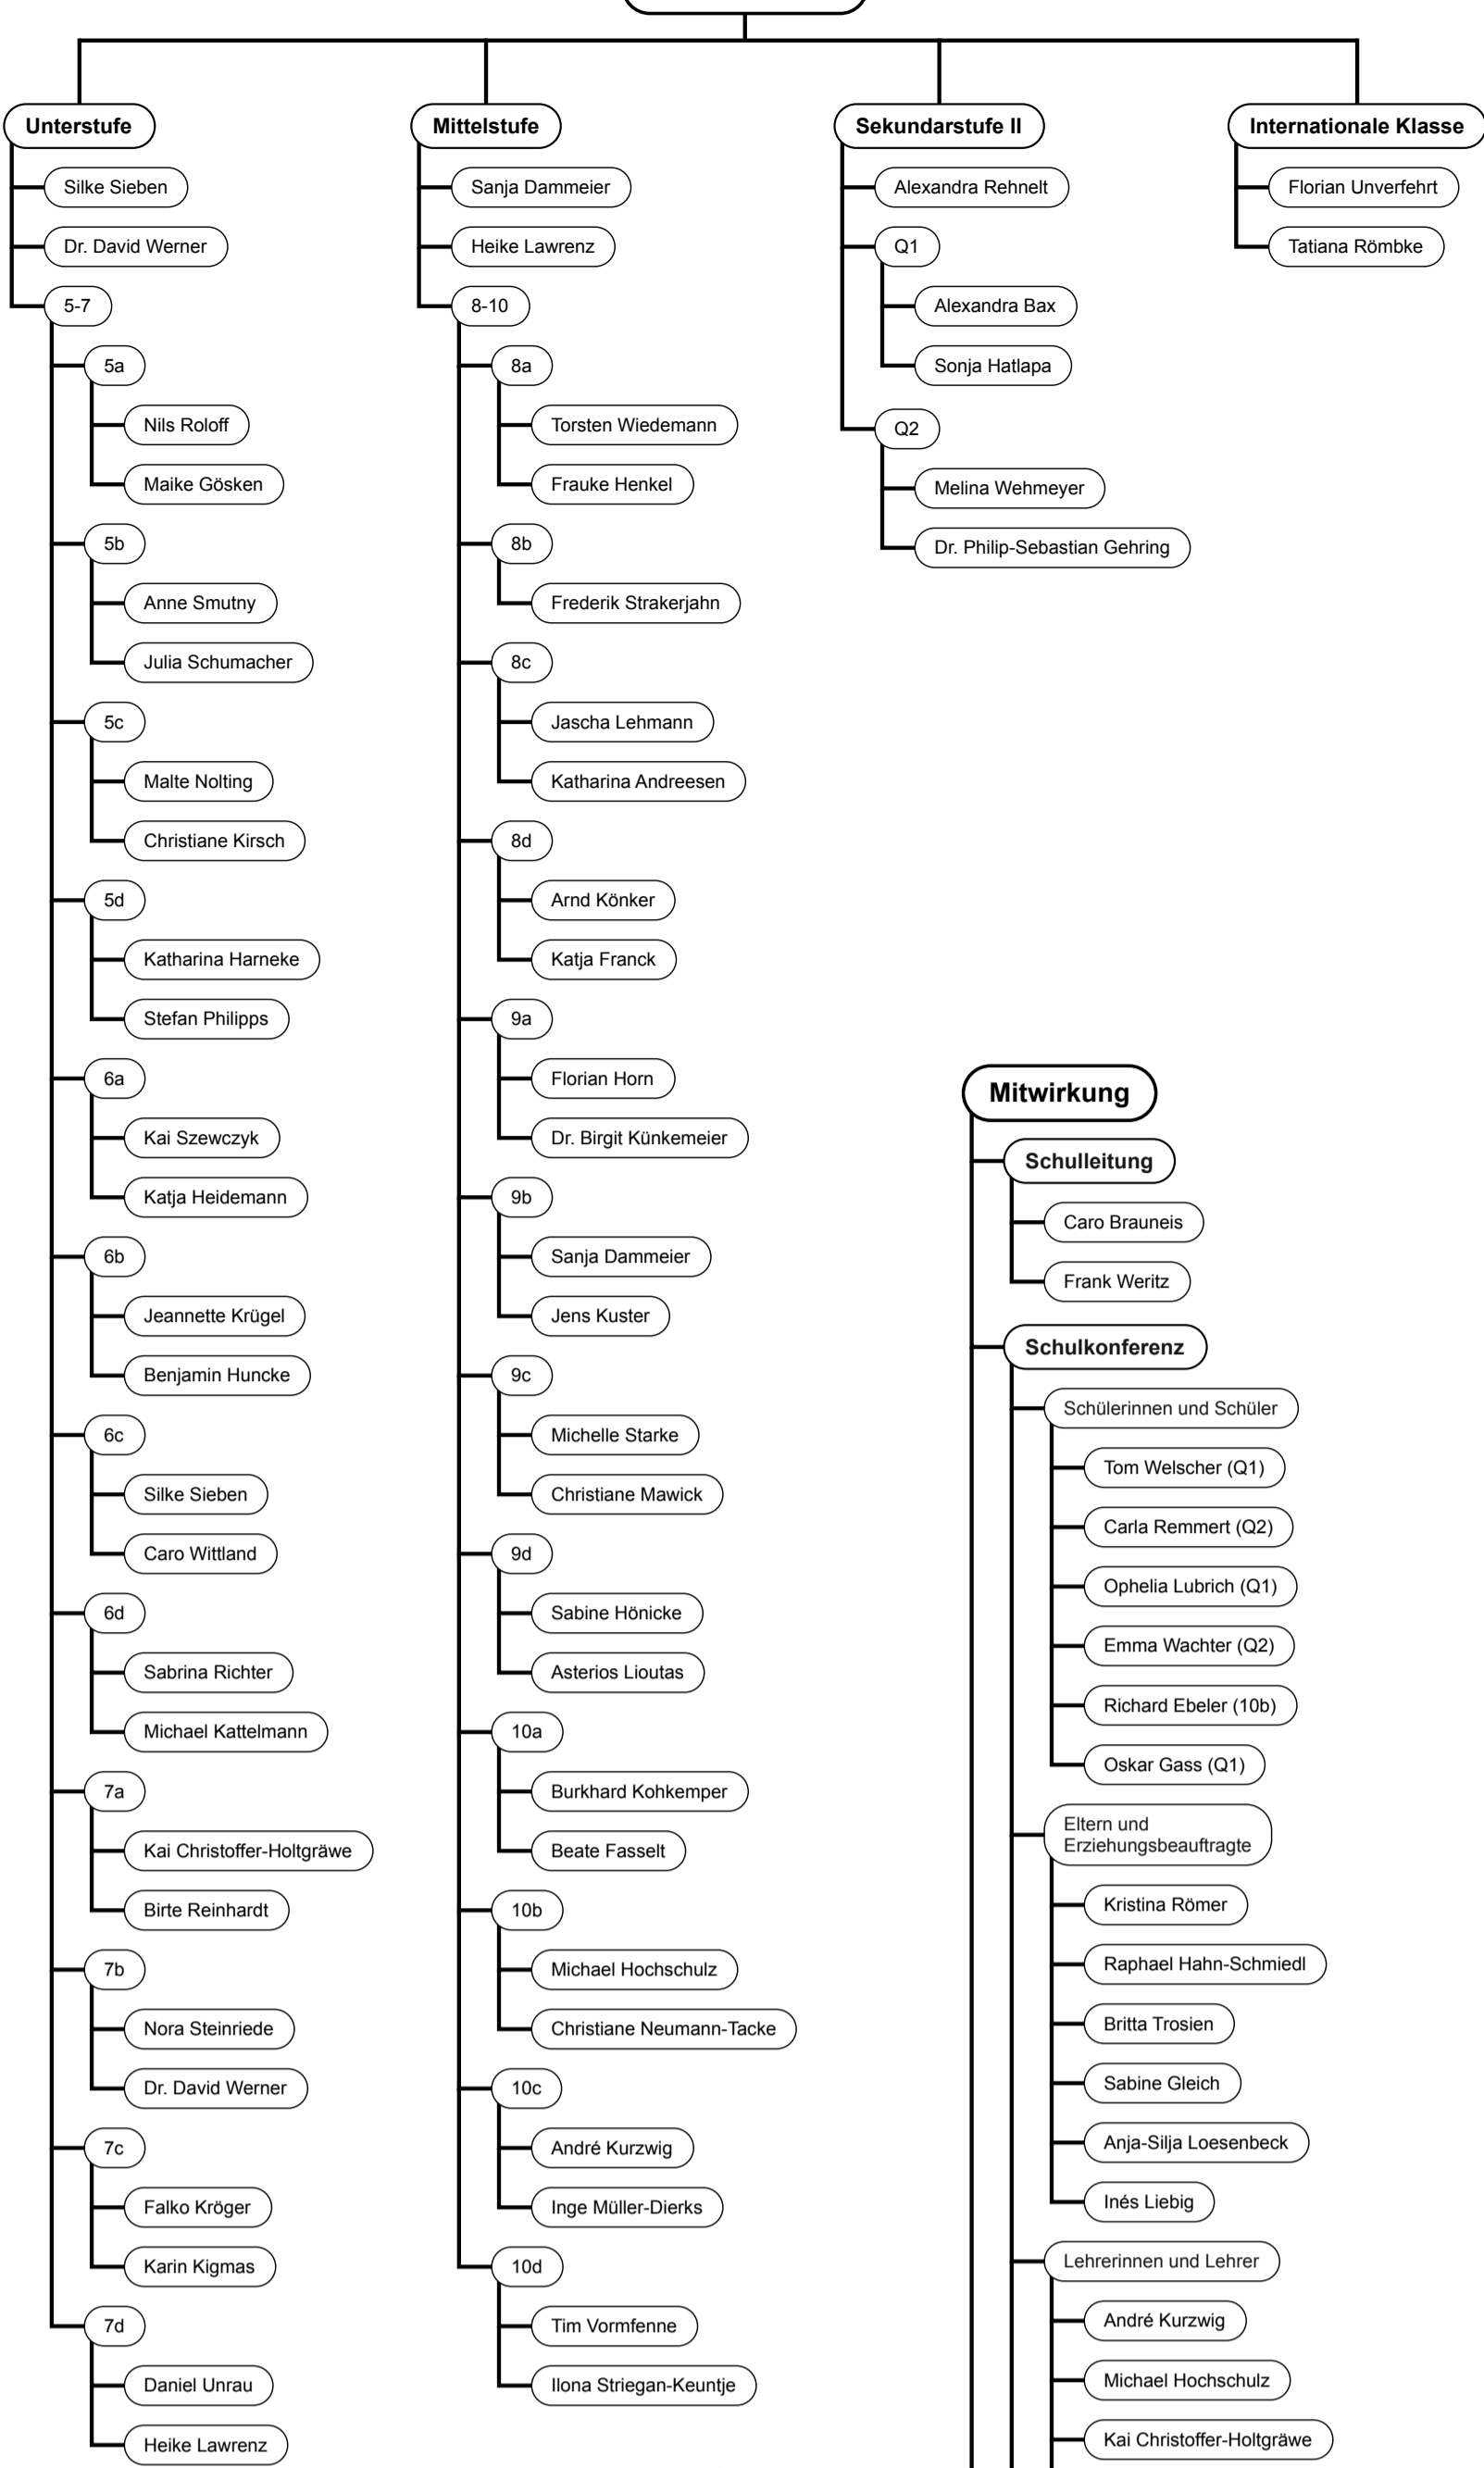 Unterstufe
Silke Sieben
Dr. David Werner
5-7
5a
Nils Roloff
Maike Gösken
5b
Anne Smutny
Julia Schumacher
5c
Malte Nolting
Christiane Kirsch
5d
Katharina Harneke
Stefan Philipps
6a
Kai Szewczyk
Katja Heidemann
6b
Jeannette Krügel
Benjamin Huncke
6c
Silke Sieben
Caro Wittland
6d
Sabrina Richter
Michael Kattelmann
7a
Kai Christoffer-Holtgräwe
Birte Reinhardt
7b
Nora Steinriede
Dr. David Werner
7c
Falko Kröger
Karin Kigmas
7d
Daniel Unrau
Heike Lawrenz
Mittelstufe
Sanja Dammeier
Heike Lawrenz
8-10
8a
Torsten Wiedemann
Frauke Henkel
8b
Frederik Strakerjahn
8c
Jascha Lehmann
Katharina Andreesen
8d
Arnd Könker
Katja Franck
9a
Florian Horn
Dr. Birgit Künkemeier
9b
Sanja Dammeier
Jens Kuster
9c
Michelle Starke
Christiane Mawick
9d
Sabine Hönicke
Asterios Lioutas
10a
Burkhard Kohkemper
Beate Fasselt
10b
Michael Hochschulz
Christiane Neumann-Tacke
10c
André Kurzwig
Inge Müller-Dierks
10d
Tim Vormfenne
Ilona Striegan-Keuntje
Sekundarstufe II
Alexandra Rehnelt
Q1
Alexandra Bax
Sonja Hatlapa
Q2
Melina Wehmeyer
Dr. Philip-Sebastian Gehring
Internationale Klasse
Florian Unverfehrt
Tatiana Römbke
Mitwirkung
Schulleitung
Caro Brauneis
Frank Weritz
Schulkonferenz
Schülerinnen und Schüler
Tom Welscher (Q1)
Carla Remmert (Q2)
Ophelia Lubrich (Q1)
Emma Wachter (Q2)
Richard Ebeler (10b)
Oskar Gass (Q1)
Eltern und
Erziehungsbeauftragte
Kristina Römer
Raphael Hahn-Schmiedl
Britta Trosien
Sabine Gleich
Anja-Silja Loesenbeck
Inés Liebig
Lehrerinnen und Lehrer
André Kurzwig
Michael Hochschulz
Kai Christoffer-Holtgräwe